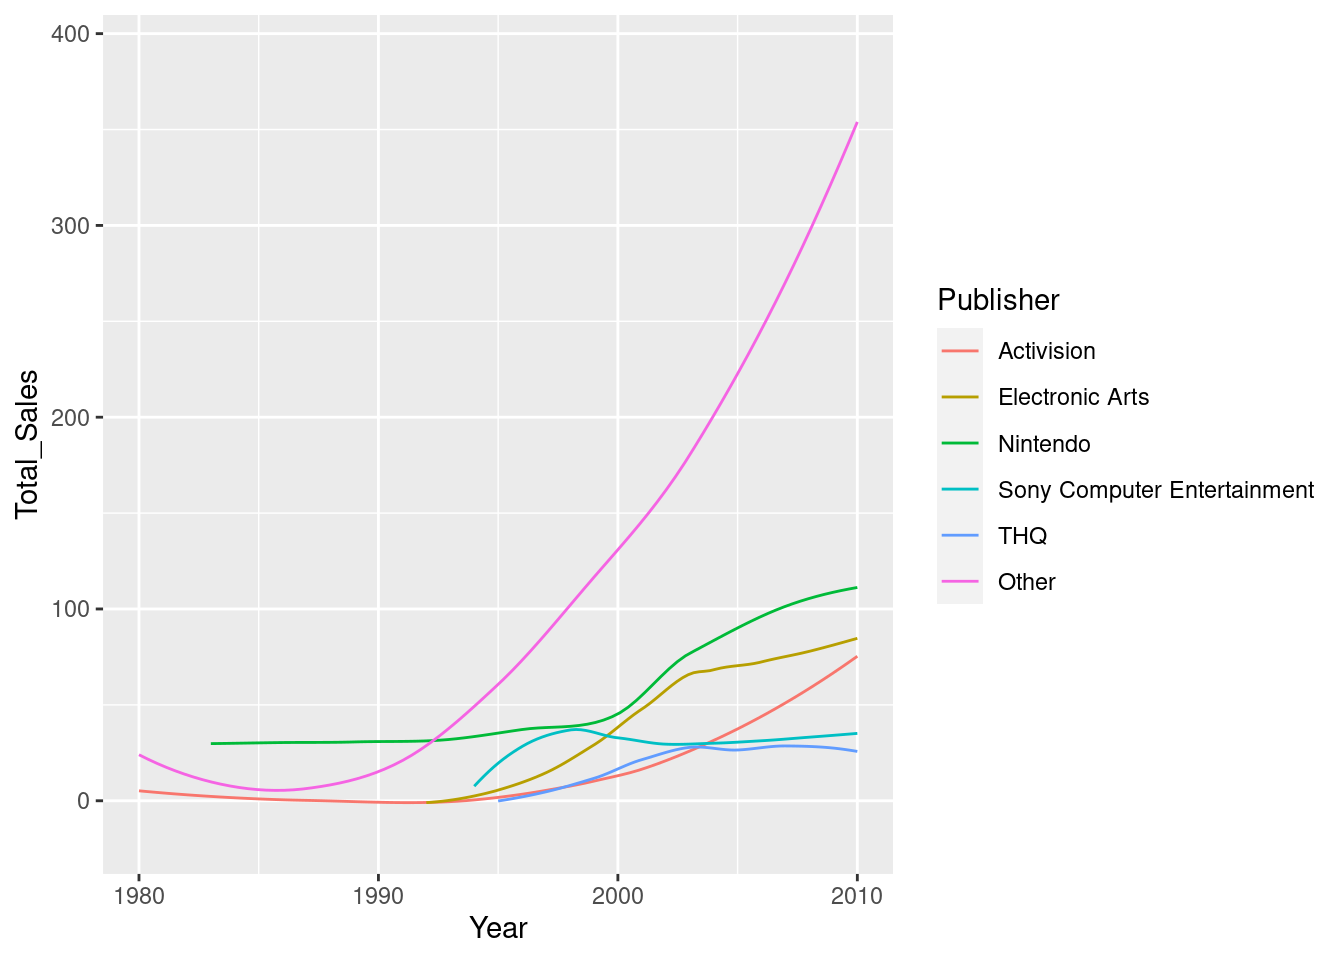 400
300
200
100
0
Total_Sales
1980
1990
2000
2010
Year
Publisher
Activision
Electronic Arts
Nintendo
Sony Computer Entertainment
THQ
Other